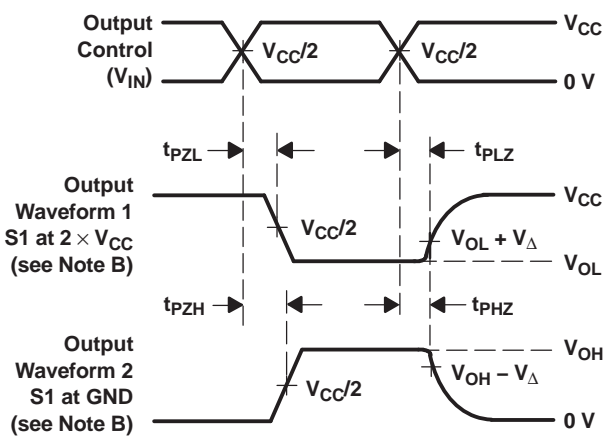 Output
Control
(VIN)
VCC/2
VCC/2
VCC
0 V
tPZL
tPLZ
Output
Waveform 1
S1 at 2 × VCC
(see Note B)
VCC/2
VCC
VOL + VΔ
VOL
tPZH
tPHZ
Output
Waveform 2
S1 at GND
(see Note B)
VCC/2
VOH
VOH − VΔ
0 V